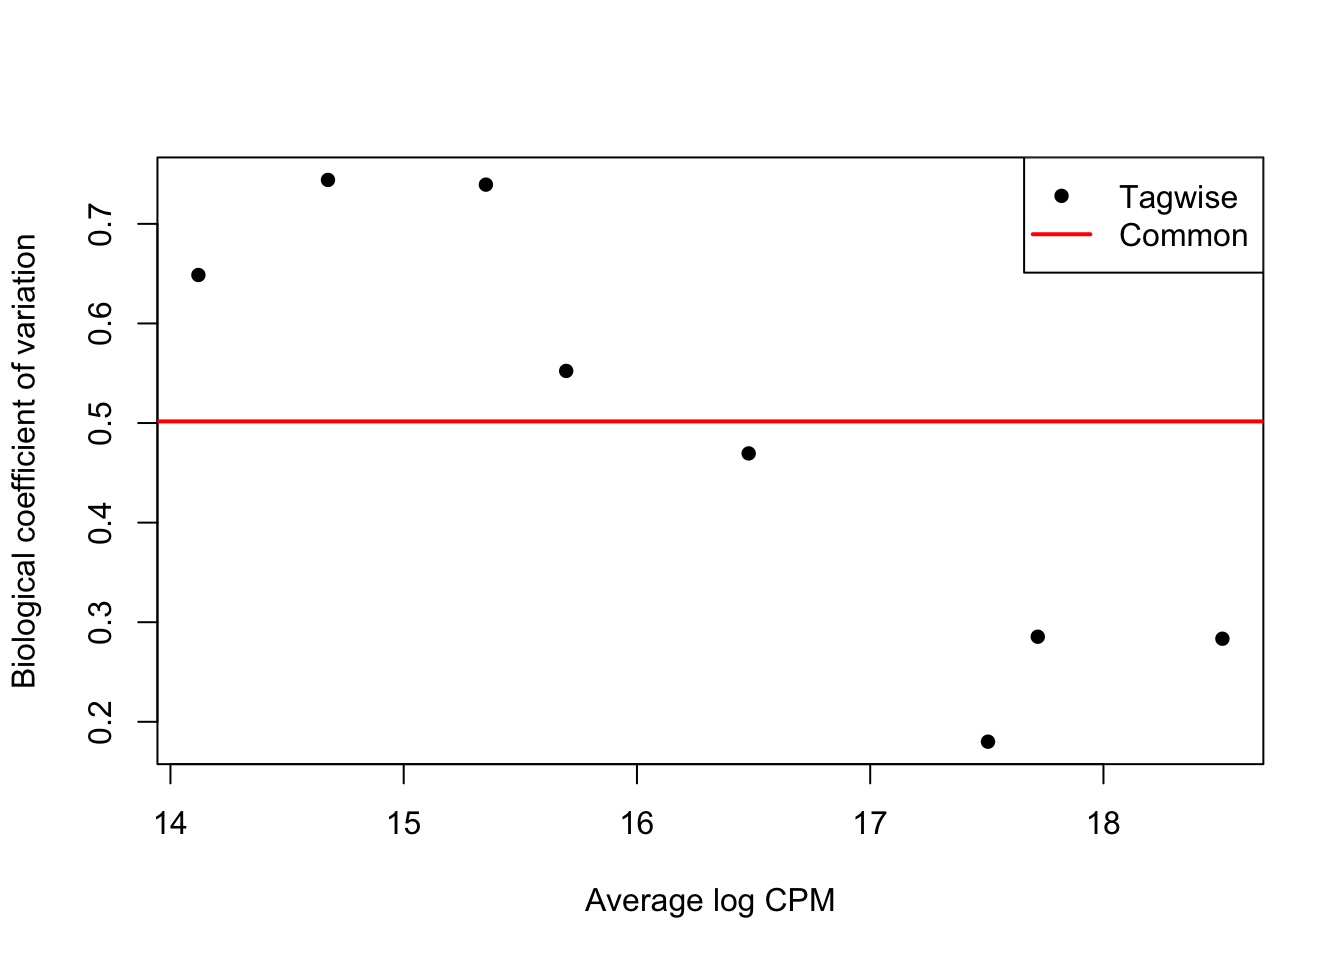 Tagwise
Common
Biological coefficient of variation
0.7
0.6
0.5
0.4
0.3
0.2
14 15 16 17 18
Average log CPM